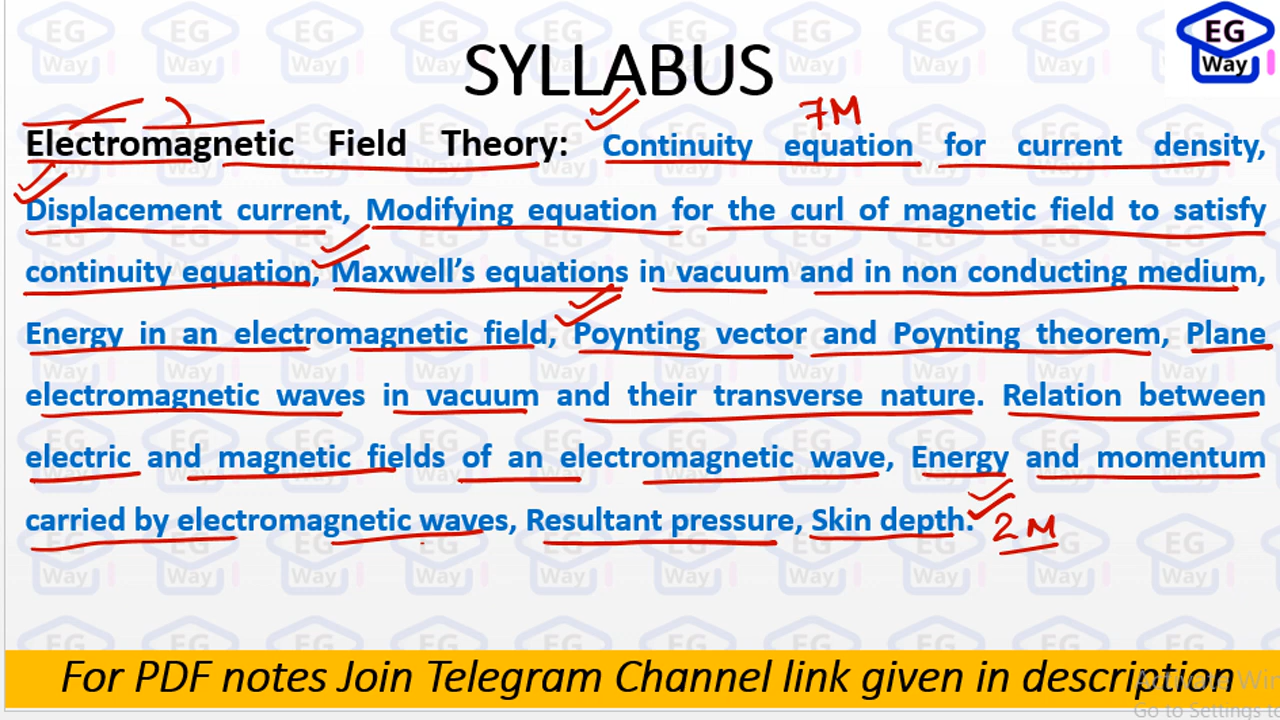 EG
Way
SYLLABUS
7M
Electromagnetic Field Theory: Continuity equation for current density,
Displacement current, Modifying equation for the curl of magnetic field to satisfy
continuity equation, Maxwell's equations in vacuum and in non conducting medium,
Energy in an electromagnetic field, Poynting vector and Poynting theorem, Plane
electromagnetic waves in vacuum and their transverse nature. Relation between
electric and magnetic fields of an electromagnetic wave, Energy and momentum
carried by electromagnetic waves, Resultant pressure, Skin depth.
2 M
For PDF notes Join Telegram Channel link given in description